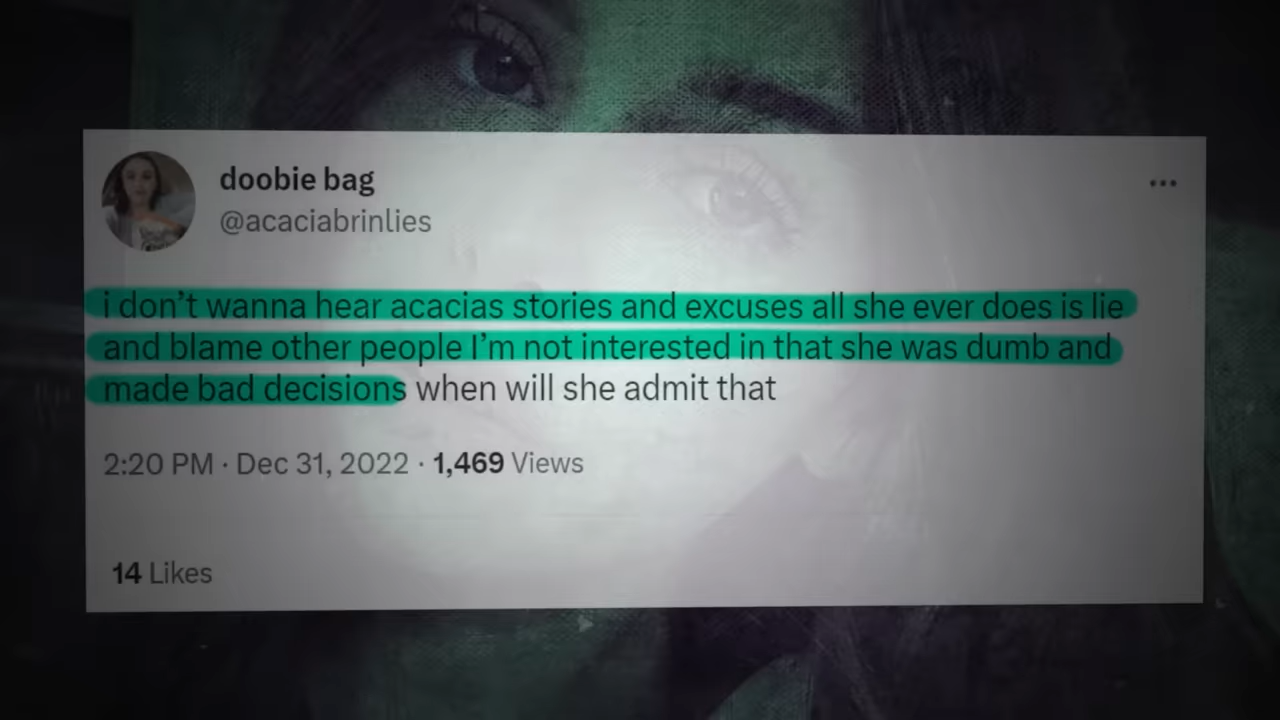 doobie bag
@acaciabrinlies
i don't wanna hear acacias stories and excuses all she ever does is lie
and blame other people I'm not interested in that she was dumb and
made bad decisions when will she admit that
2:20 PM · Dec 31, 2022 · 1,469 Views
14 Likes